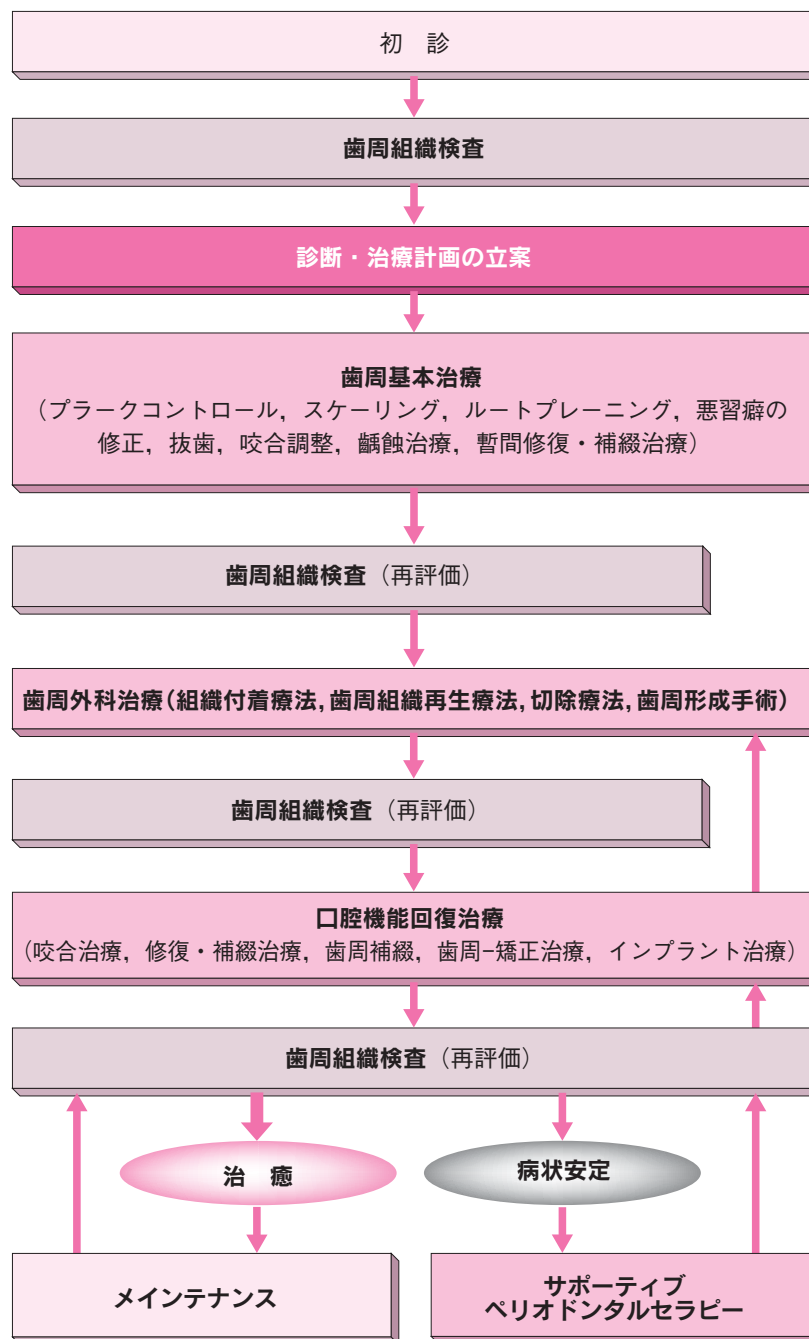 初　診
歯周組織検査
診断・治療計画の立案
歯周基本治療
（プラークコントロール，スケーリング，ルートプレーニング，悪習癖の
修正，抜歯，咬合調整，齲蝕治療，暫間修復・補綴治療）
歯周組織検査（再評価）
歯周外科治療（組織付着療法，歯周組織再生療法，切除療法，歯周形成手術）
歯周組織検査（再評価）
口腔機能回復治療
（咬合治療，修復・補綴治療，歯周補綴，歯周−矯正治療，インプラント治療）
歯周組織検査（再評価）
治　癒
病状安定
メインテナンス
サポーティブ
ペリオドンタルセラピー